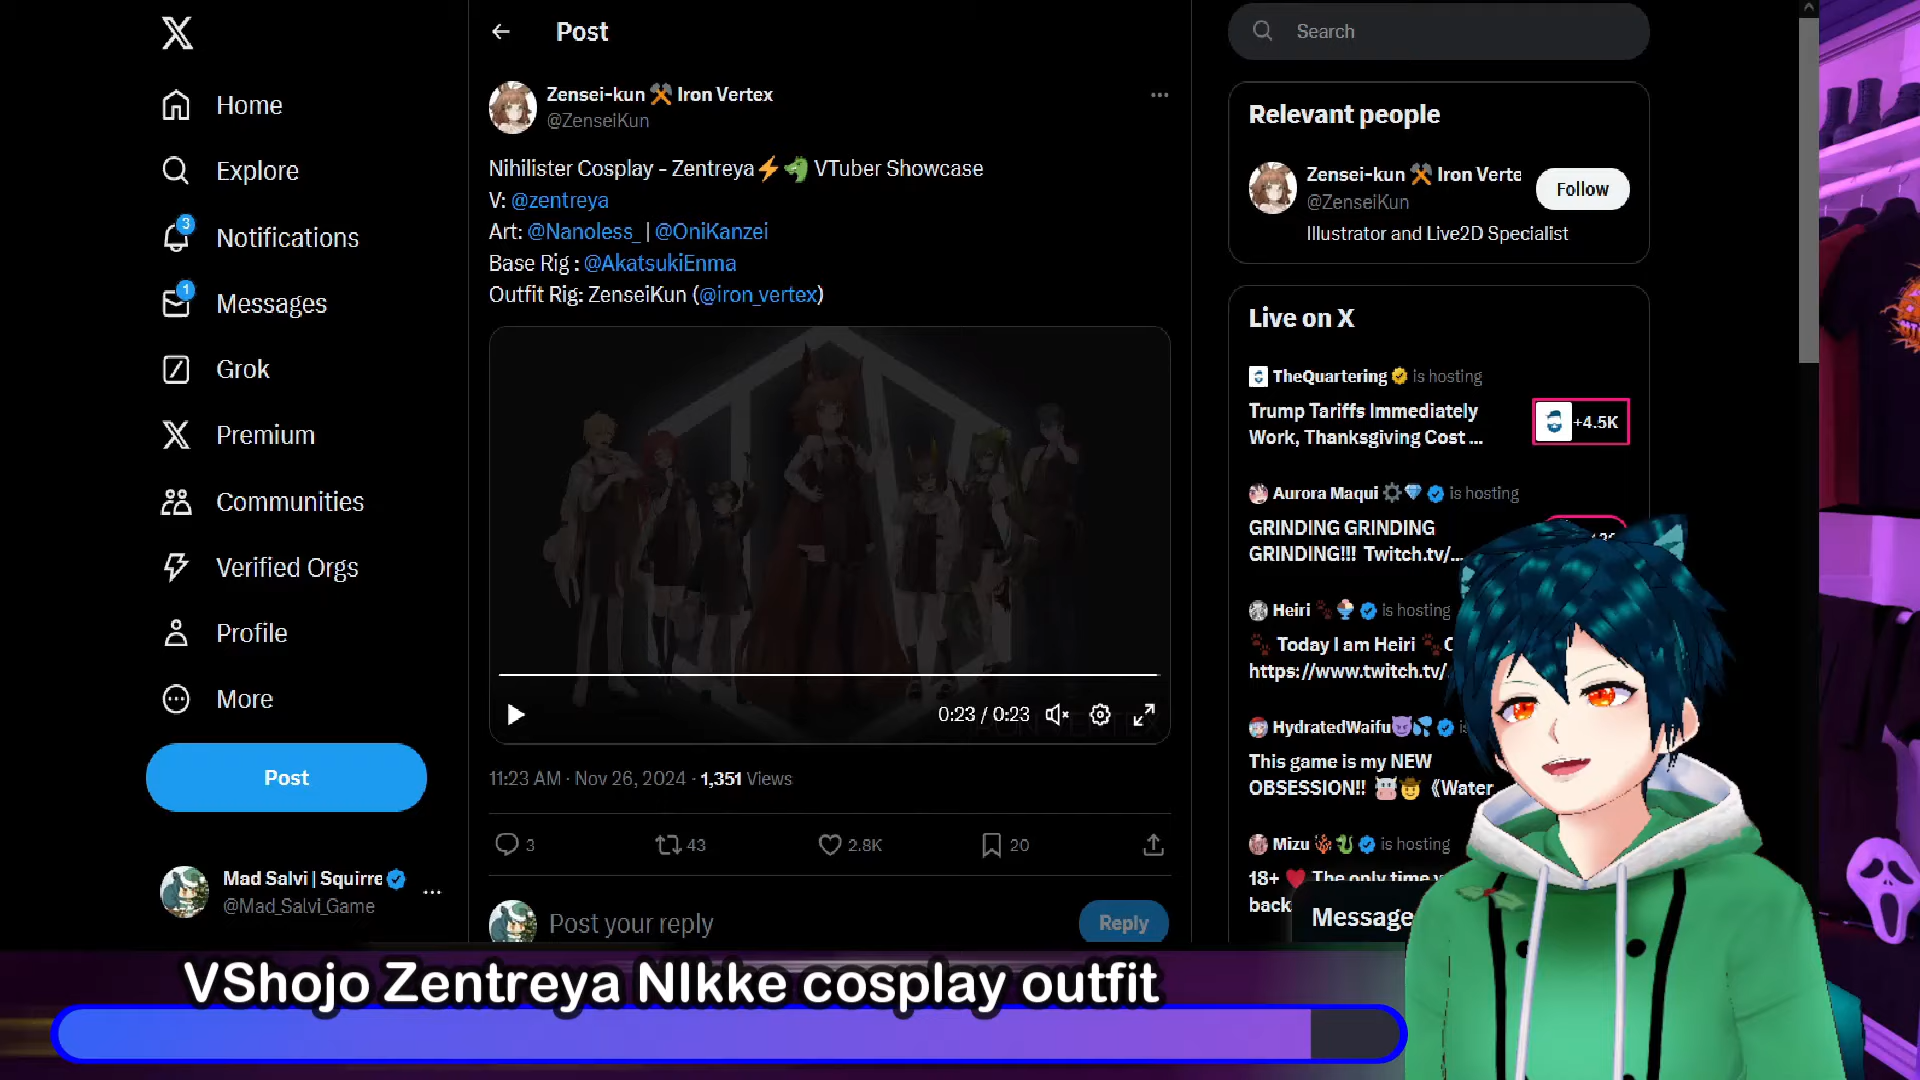 Home
Explore
3
Notifications
1
Messages
Grok
Premium
Communities
Verified Orgs
Profile
More
Post
Mad Salvi | Squirre
@Mad_Salvi_Game
Post
Zensei-kun ⚒️ Iron Vertex
@ZenseiKun
Nihilister Cosplay - Zentreya⚡🐲 VTuber Showcase
V: @zentreya
Art: @Nanoless_ | @OniKanzei
Base Rig : @AkatsukiEnma
Outfit Rig: ZenseiKun (@iron_vertex)
0:23 / 0:23
11:23 AM · Nov 26, 2024 · 1,351 Views
3
43
2.8K
20
Post your reply
Reply
Search
Relevant people
Zensei-kun ⚒️ Iron Verte
@ZenseiKun
Follow
Illustrator and Live2D Specialist
Live on X
TheQuartering is hosting
Trump Tariffs Immediately
Work, Thanksgiving Cost ...
+4.5K
Aurora Maqui ⚙️💎 is hosting
GRINDING GRINDING
GRINDING!!! Twitch.tv/...
Heiri 🐾🍨 is hosting
🐾 Today I am Heiri 🐾
https://www.twitch.tv/
HydratedWaifu😈💦
This game is my NEW
OBSESSION!! 🐮🤠 《Water
Mizu 🪸🐍 is hosting
18+ ❤️ The only time
back
Message
VShojo Zentreya NIkke cosplay outfit